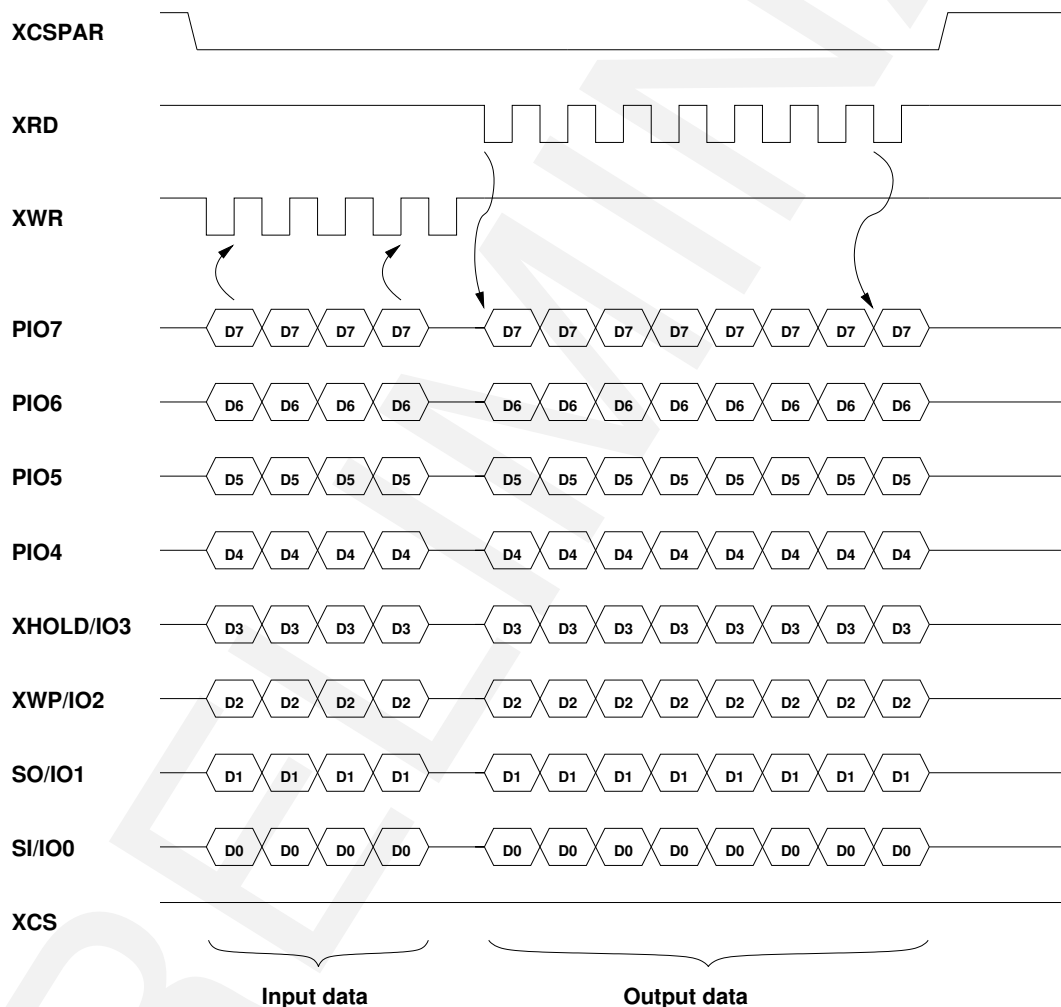 XCSPAR
XRD
XWR
PIO7 D7 D7 D7 D7 D7 D7 D7 D7 D7 D7 D7 D7
PIO6 D6 D6 D6 D6 D6 D6 D6 D6 D6 D6 D6 D6
PIO5 D5 D5 D5 D5 D5 D5 D5 D5 D5 D5 D5 D5
PIO4 D4 D4 D4 D4 D4 D4 D4 D4 D4 D4 D4 D4
XHOLD/IO3 D3 D3 D3 D3 D3 D3 D3 D3 D3 D3 D3 D3
XWP/IO2 D2 D2 D2 D2 D2 D2 D2 D2 D2 D2 D2 D2
SO/IO1 D1 D1 D1 D1 D1 D1 D1 D1 D1 D1 D1 D1
SI/IO0 D0 D0 D0 D0 D0 D0 D0 D0 D0 D0 D0 D0
XCS
Input data Output data